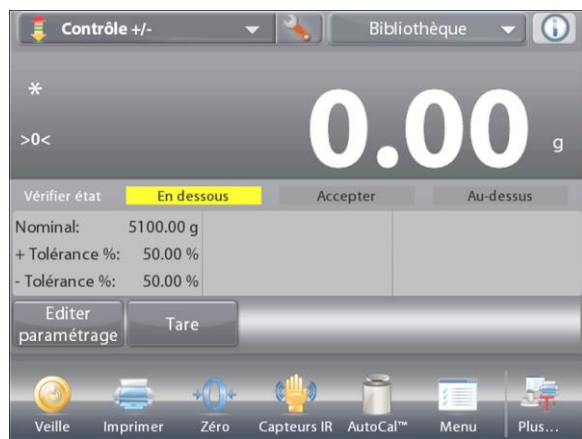 Contrôle +/-
Bibliothèque
*
>0<
0.00 g
Vérifier état En dessous Accepter Au-dessus
Nominal: 5100.00 g
+ Tolérance %: 50.00 %
- Tolérance %: 50.00 %
Editer paramétrage
Tare
Veille Imprimer Zéro Capteurs IR AutoCal™ Menu Plus...